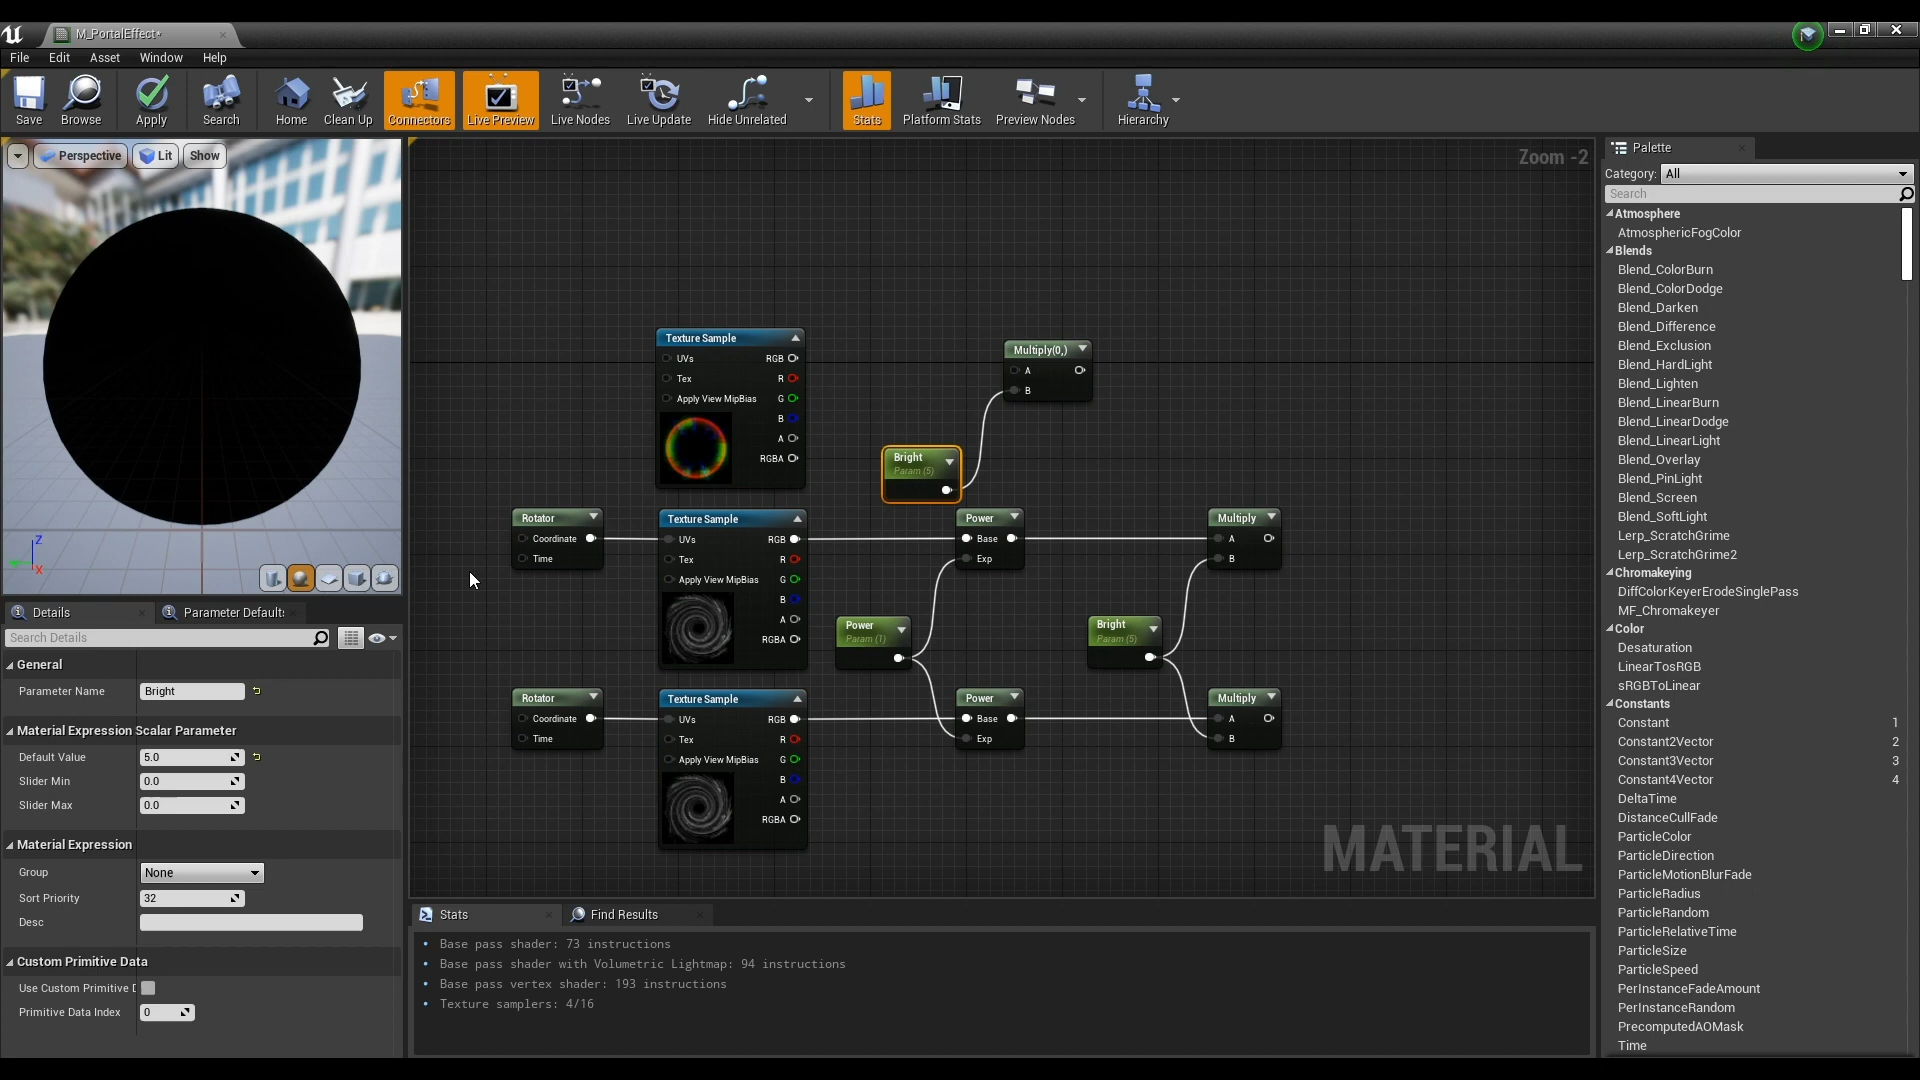 M_PortalEffect*
File Edit Asset Window Help
Save Browse Apply Search Home Clean Up Connectors Live Preview Live Nodes Live Update Hide Unrelated Stats Platform Stats Preview Nodes Hierarchy
Perspective Lit Show
Z
X
Details Parameter Default
Search Details
General
Parameter Name Bright
Material Expression Scalar Parameter
Default Value 5.0
Slider Min 0.0
Slider Max 0.0
Material Expression
Group None
Sort Priority 32
Desc
Custom Primitive Data
Use Custom Primitive D
Primitive Data Index 0
Zoom -2
Texture Sample
UVs RGB
Tex R
Apply View MipBias G
B
A
RGBA
Multiply(0,)
A
B
Bright
Param (5)
Rotator
Coordinate
Time
Texture Sample
UVs RGB
Tex R
Apply View MipBias G
B
A
RGBA
Power
Base
Exp
Multiply
A
B
Power
Param (1)
Bright
Param (5)
Rotator
Coordinate
Time
Texture Sample
UVs RGB
Tex R
Apply View MipBias G
B
A
RGBA
Power
Base
Exp
Multiply
A
B
MATERIAL
Stats Find Results
• Base pass shader: 73 instructions
• Base pass shader with Volumetric Lightmap: 94 instructions
• Base pass vertex shader: 193 instructions
• Texture samplers: 4/16
Palette
Category: All
Search
Atmosphere
AtmosphericFogColor
Blends
Blend_ColorBurn
Blend_ColorDodge
Blend_Darken
Blend_Difference
Blend_Exclusion
Blend_HardLight
Blend_Lighten
Blend_LinearBurn
Blend_LinearDodge
Blend_LinearLight
Blend_Overlay
Blend_PinLight
Blend_Screen
Blend_SoftLight
Lerp_ScratchGrime
Lerp_ScratchGrime2
Chromakeying
DiffColorKeyerErodeSinglePass
MF_Chromakeyer
Color
Desaturation
LinearTosRGB
sRGBToLinear
Constants
Constant 1
Constant2Vector 2
Constant3Vector 3
Constant4Vector 4
DeltaTime
DistanceCullFade
ParticleColor
ParticleDirection
ParticleMotionBlurFade
ParticleRadius
ParticleRandom
ParticleRelativeTime
ParticleSize
ParticleSpeed
PerInstanceFadeAmount
PerInstanceRandom
PrecomputedAOMask
Time